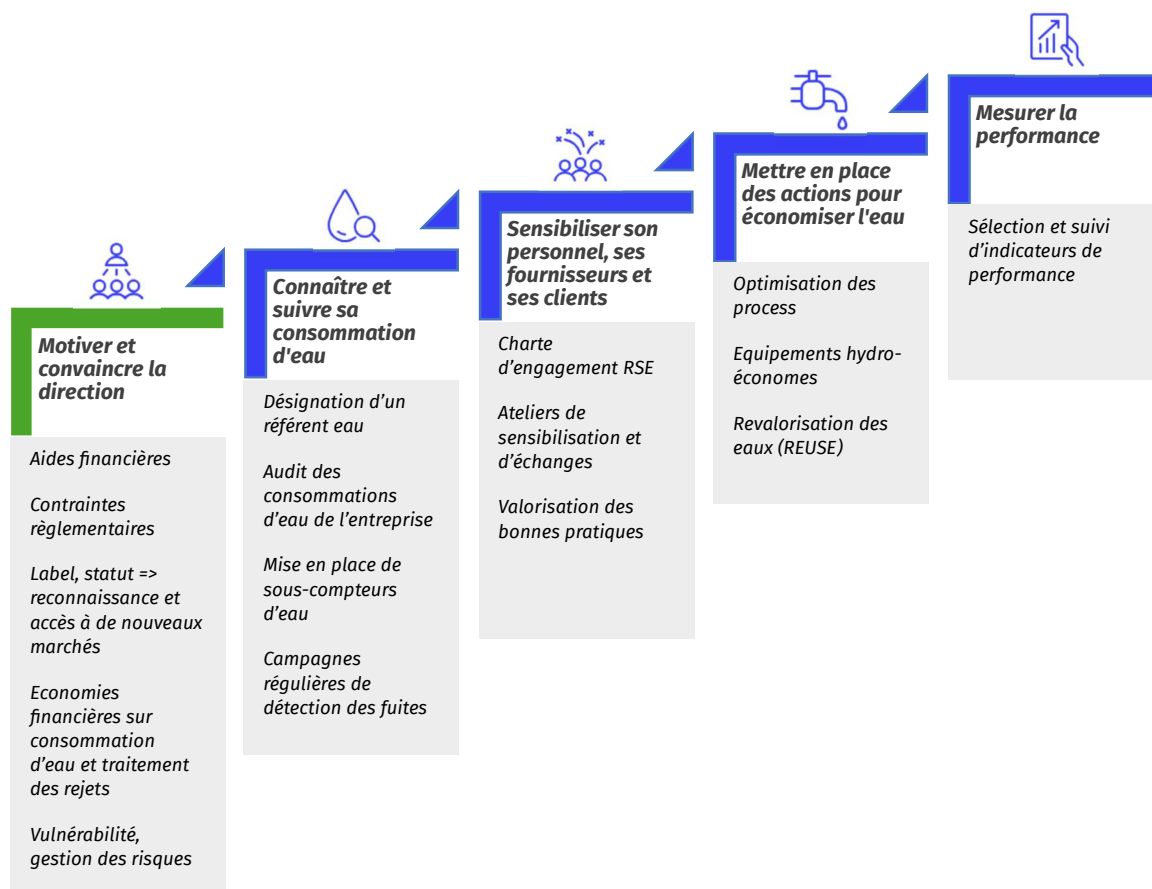 Motiver et
convaincre la
direction
Aides financières
Contraintes
règlementaires
Label, statut =>
reconnaissance et
accès à de nouveaux
marchés
Economies
financières sur
consommation
d'eau et traitement
des rejets
Vulnérabilité,
gestion des risques
Connaître et
suivre sa
consommation
d'eau
Désignation d’un
référent eau
Audit des
consommations
d’eau de l’entreprise
Mise en place de
sous-compteurs
d’eau
Campagnes
régulières de
détection des fuites
Sensibiliser son
personnel, ses
fournisseurs et
ses clients
Charte
d’engagement RSE
Ateliers de
sensibilisation et
d’échanges
Valorisation des
bonnes pratiques
Mettre en place
des actions pour
économiser l'eau
Optimisation des
process
Equipements hydro-
économes
Revalorisation des
eaux (REUSE)
Mesurer la
performance
Sélection et suivi
d’indicateurs de
performance